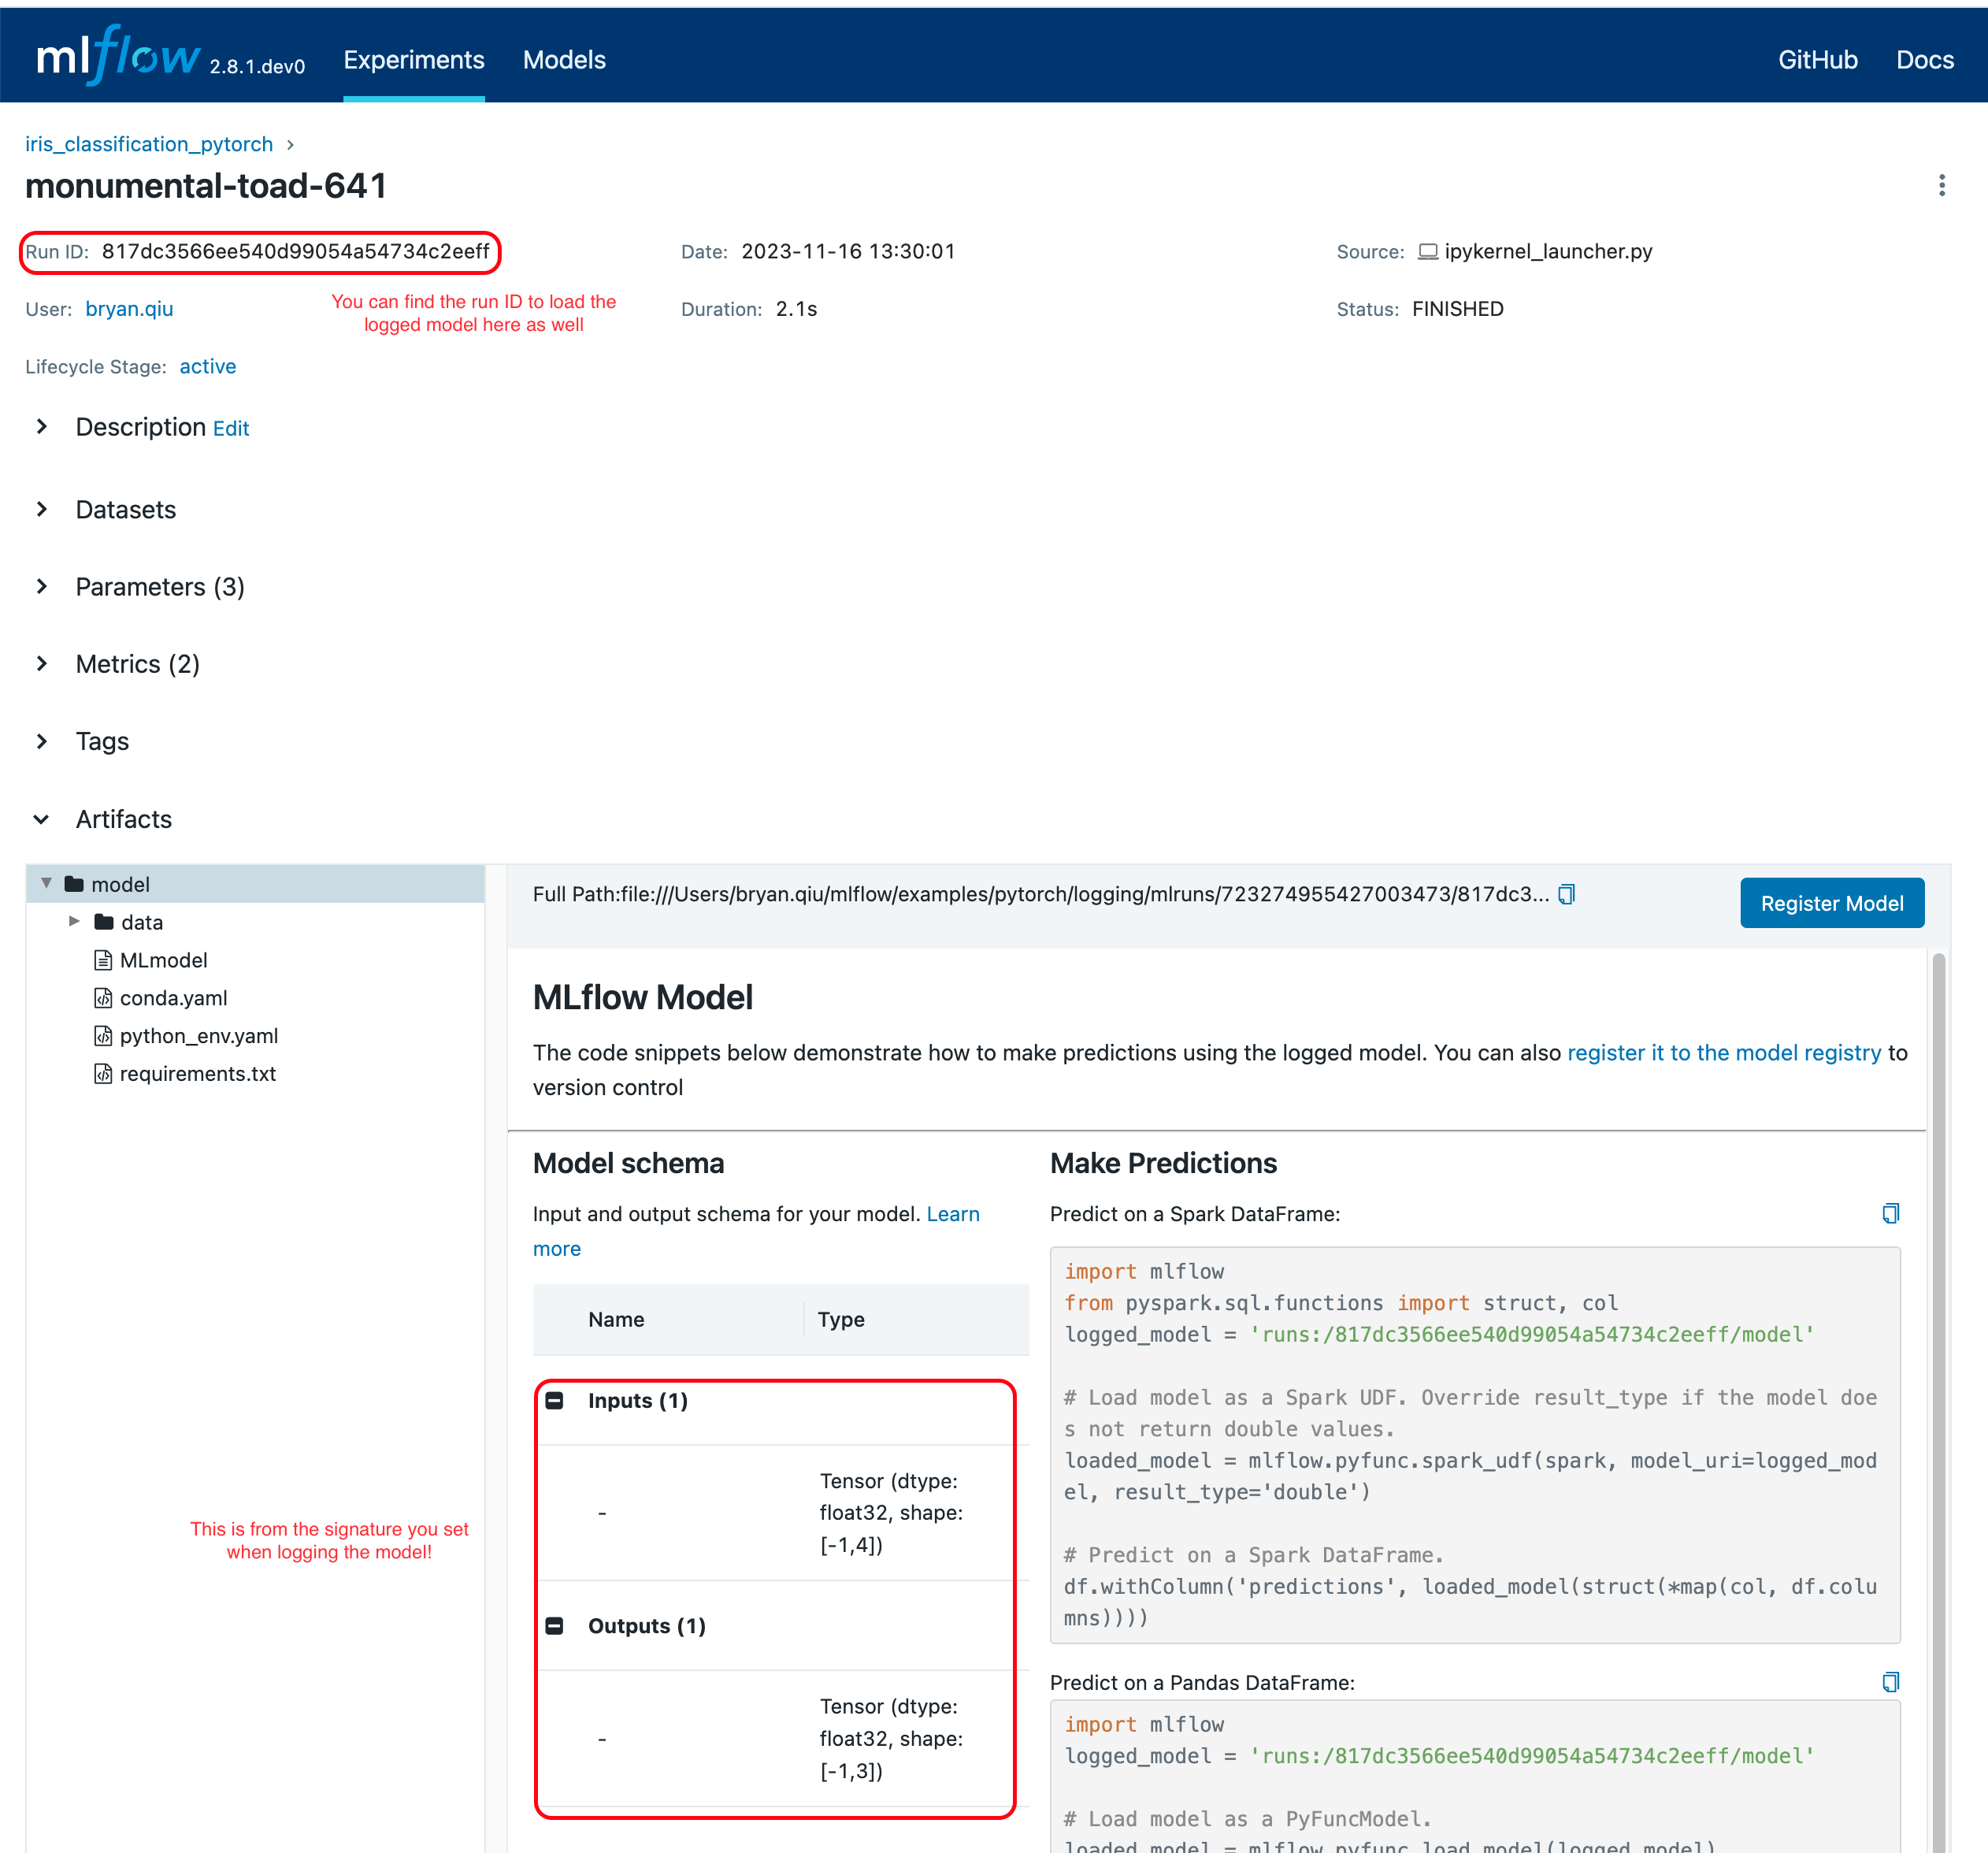 mlflow 2.8.1.dev0 Experiments Models GitHub Docs
iris_classification_pytorch
monumental-toad-641
Run ID: 817dc3566ee540d99054a54734c2eeff Date: 2023-11-16 13:30:01 Source: ipykernel_launcher.py
User: bryan.qiu Duration: 2.1s Status: FINISHED
You can find the run ID to load the
logged model here as well
Lifecycle Stage: active
Description Edit
Datasets
Parameters (3)
Metrics (2)
Tags
Artifacts
model
data
MLmodel
conda.yaml
python_env.yaml
requirements.txt
This is from the signature you set
when logging the model!
Full Path:file:///Users/bryan.qiu/mlflow/examples/pytorch/logging/mlruns/723274955427003473/817dc3...
Register Model
MLflow Model
The code snippets below demonstrate how to make predictions using the logged model. You can also register it to the model registry to
version control
Model schema
Input and output schema for your model. Learn
more
Name Type
Inputs (1)
- Tensor (dtype:
float32, shape:
[-1,4])
Outputs (1)
- Tensor (dtype:
float32, shape:
[-1,3])
Make Predictions
Predict on a Spark DataFrame:
import mlflow
from pyspark.sql.functions import struct, col
logged_model = 'runs:/817dc3566ee540d99054a54734c2eeff/model'
# Load model as a Spark UDF. Override result_type if the model doe
s not return double values.
loaded_model = mlflow.pyfunc.spark_udf(spark, model_uri=logged_mod
el, result_type='double')
# Predict on a Spark DataFrame.
df.withColumn('predictions', loaded_model(struct(*map(col, df.colu
mns))))
Predict on a Pandas DataFrame:
import mlflow
logged_model = 'runs:/817dc3566ee540d99054a54734c2eeff/model'
# Load model as a PyFuncModel.
loaded_model = mlflow.pyfunc.load_model(logged_model)